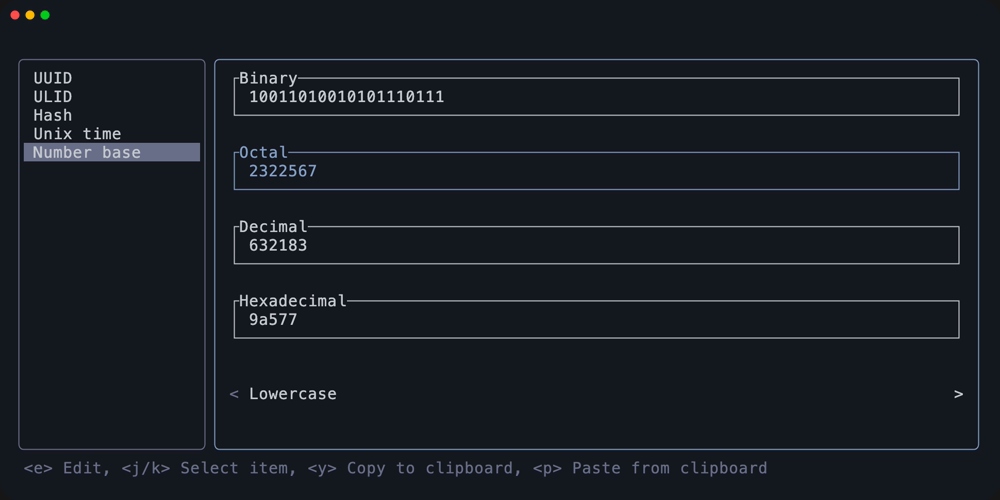 UUID
ULID
Hash
Unix time
Number base
Binary
10011010010101110111
Octal
2322567
Decimal
632183
Hexadecimal
9a577
< Lowercase >
<e> Edit, <j/k> Select item, <y> Copy to clipboard, <p> Paste from clipboard